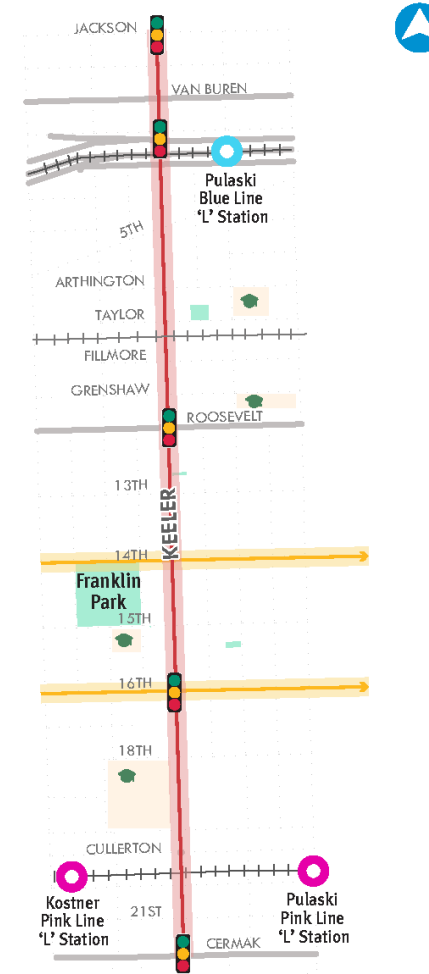 JACKSON
VAN BUREN
Pulaski
Blue Line
‘L’ Station
5TH
ARTHINGTON
TAYLOR
FILLMORE
GRENSHAW
ROOSEVELT
13TH
KEELER
14TH
Franklin
Park
15TH
16TH
18TH
CULLERTON
Kostner
Pink Line
‘L’ Station
21ST
Pulaski
Pink Line
‘L’ Station
CERMAK